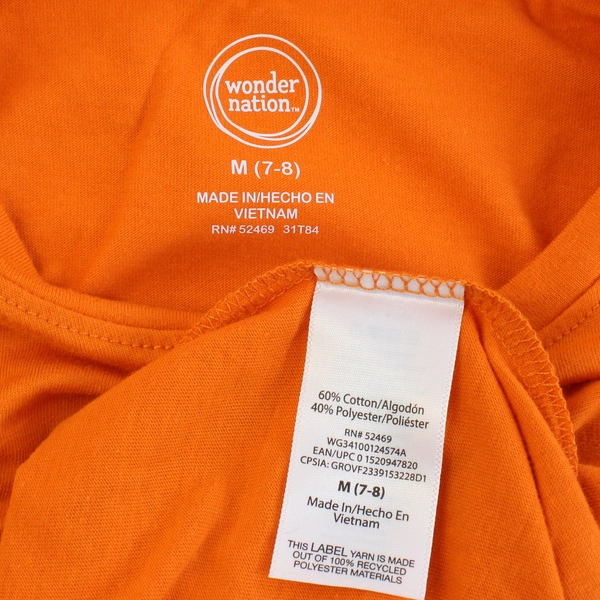 wonder
nation™
M (7-8)
MADE IN/HECHO EN
VIETNAM
RN# 52469 31T84
60% Cotton/Algodón
40% Polyester/Poliéster
RN# 52469
WG34100124574A
EAN/UPC 0 1520947820
CPSIA: GROVF2339153228D1
M (7-8)
Made In/Hecho En
Vietnam
THIS LABEL YARN IS MADE
OUT OF 100% RECYCLED
POLYESTER MATERIALS